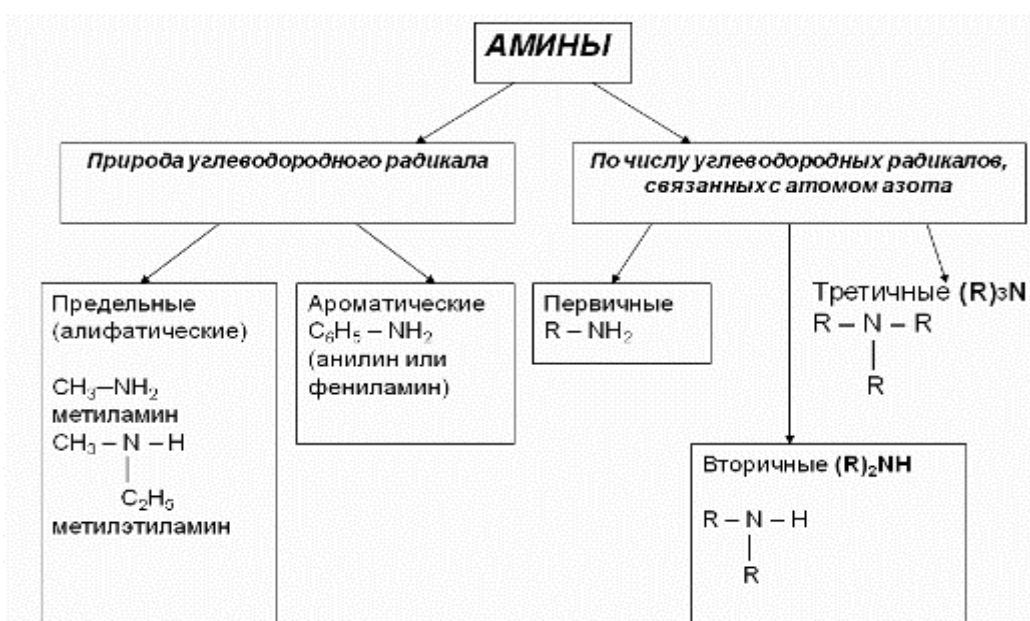 АМИНЫ
Природа углеводородного радикала
По числу углеводородных радикалов,
связанных с атомом азота
Предельные
(алифатические)
CH₃–NH₂
метиламин
CH₃ – N – H
|
C₂H₅
метилэтиламин
Ароматические
C₆H₅ – NH₂
(анилин или
фениламин)
Первичные
R – NH₂
Третичные (R)₃N
R – N – R
|
R
Вторичные (R)₂NH
R – N – H
|
R